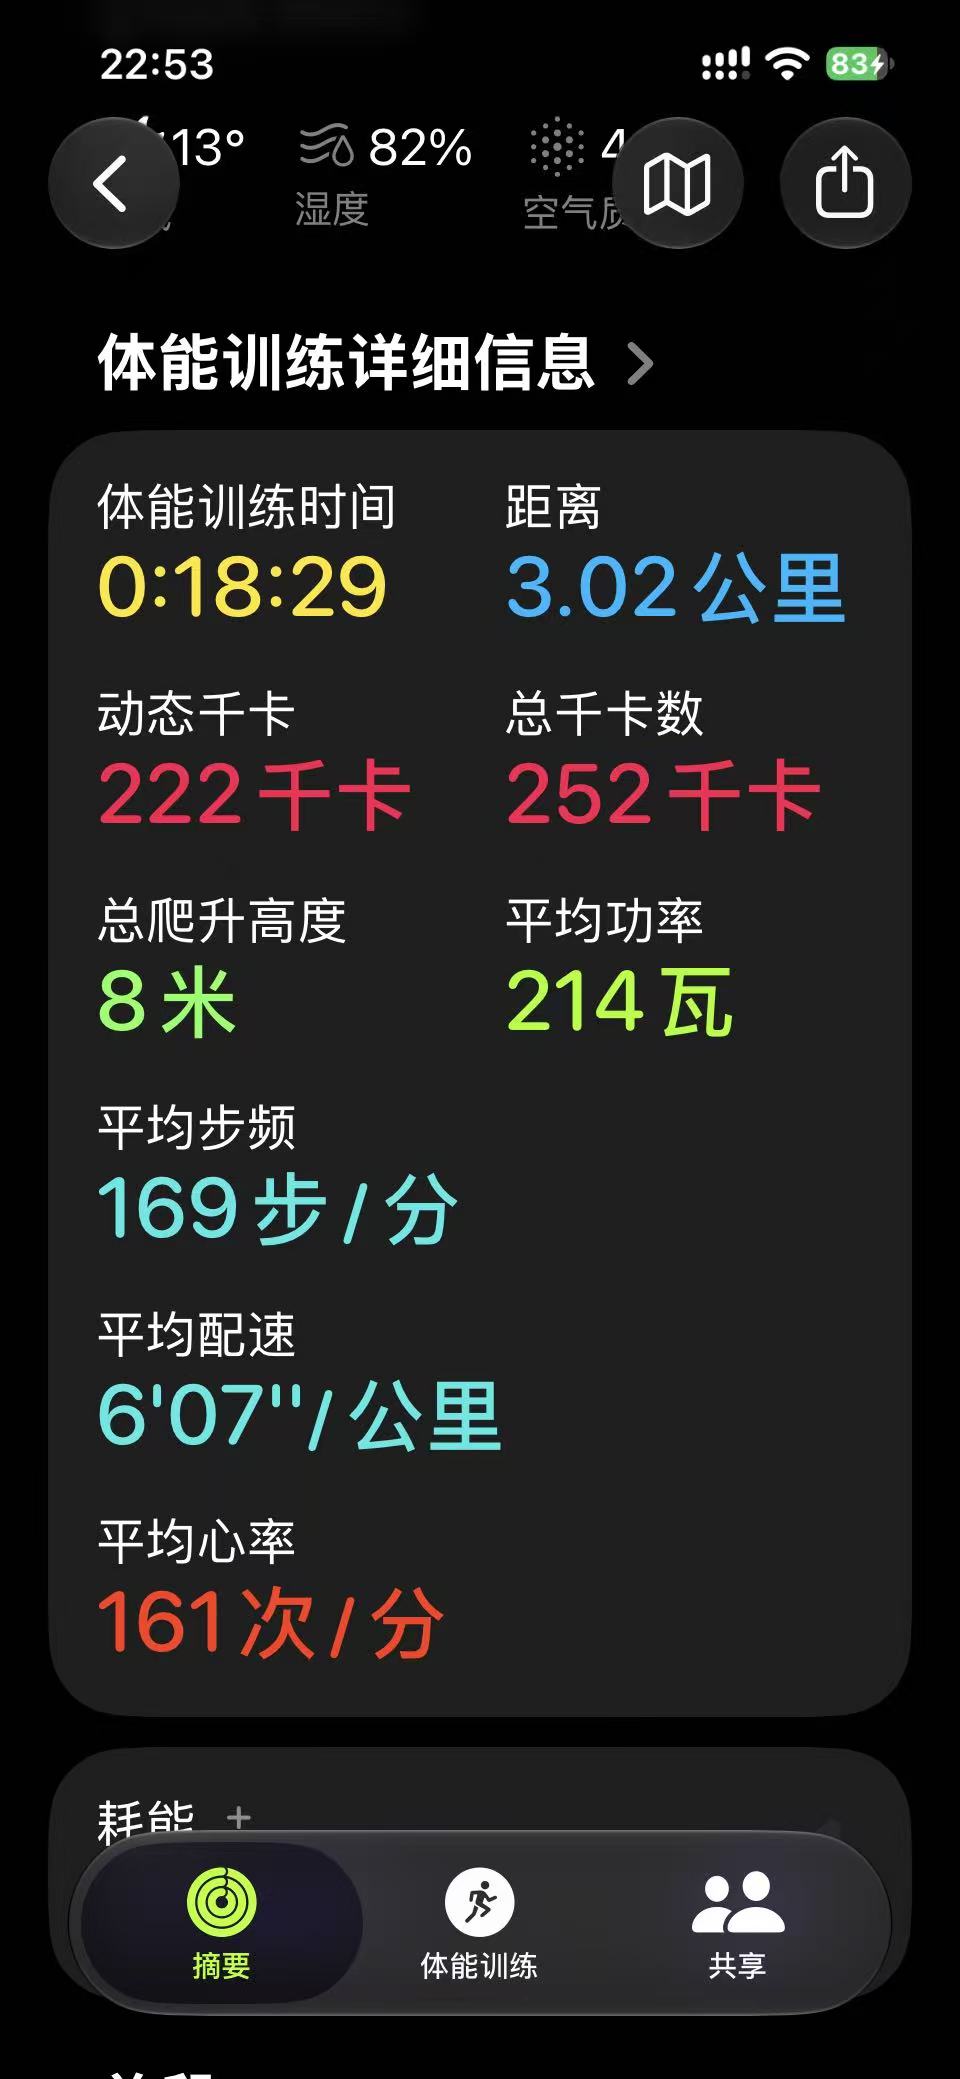 22:53
83
13°
82%
4
湿度
空气质
体能训练详细信息
体能训练时间
距离
0:18:29
3.02公里
动态千卡
总千卡数
222千卡
252千卡
总爬升高度
平均功率
8米
214瓦
平均步频
169步/分
平均配速
6'07''/公里
平均心率
161次/分
耗能
摘要
体能训练
共享